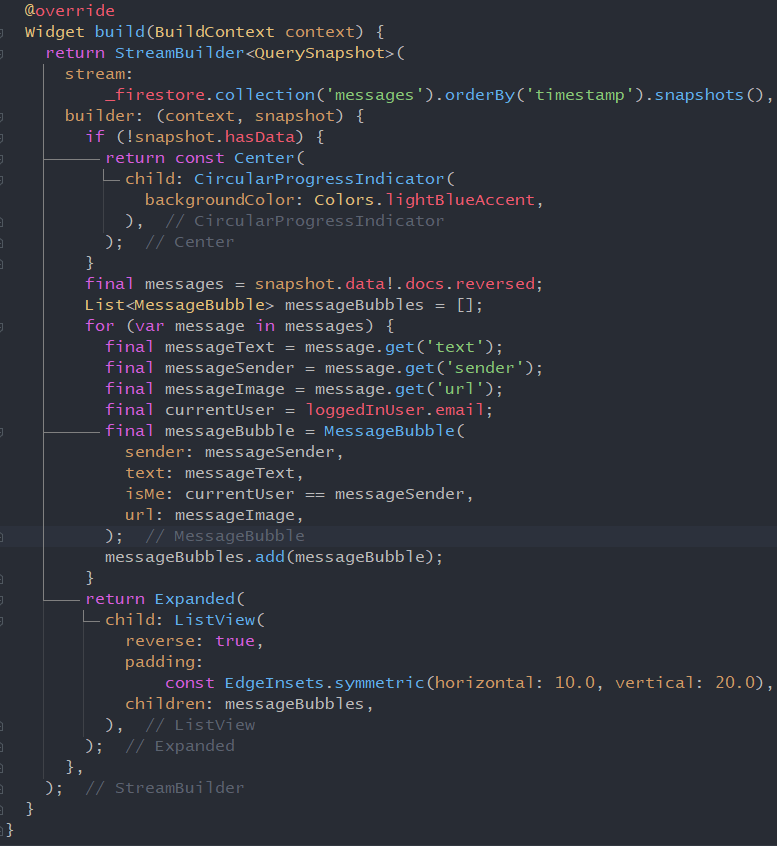 @override
Widget build(BuildContext context) {
return StreamBuilder<QuerySnapshot>(
stream:
_firestore.collection('messages').orderBy('timestamp').snapshots(),
builder: (context, snapshot) {
if (!snapshot.hasData) {
return const Center(
child: CircularProgressIndicator(
backgroundColor: Colors.lightBlueAccent,
), // CircularProgressIndicator
); // Center
}
final messages = snapshot.data!.docs.reversed;
List<MessageBubble> messageBubbles = [];
for (var message in messages) {
final messageText = message.get('text');
final messageSender = message.get('sender');
final messageImage = message.get('url');
final currentUser = loggedInUser.email;
final messageBubble = MessageBubble(
sender: messageSender,
text: messageText,
isMe: currentUser == messageSender,
url: messageImage,
); // MessageBubble
messageBubbles.add(messageBubble);
}
return Expanded(
child: ListView(
reverse: true,
padding:
const EdgeInsets.symmetric(horizontal: 10.0, vertical: 20.0),
children: messageBubbles,
), // ListView
); // Expanded
},
); // StreamBuilder
}
}